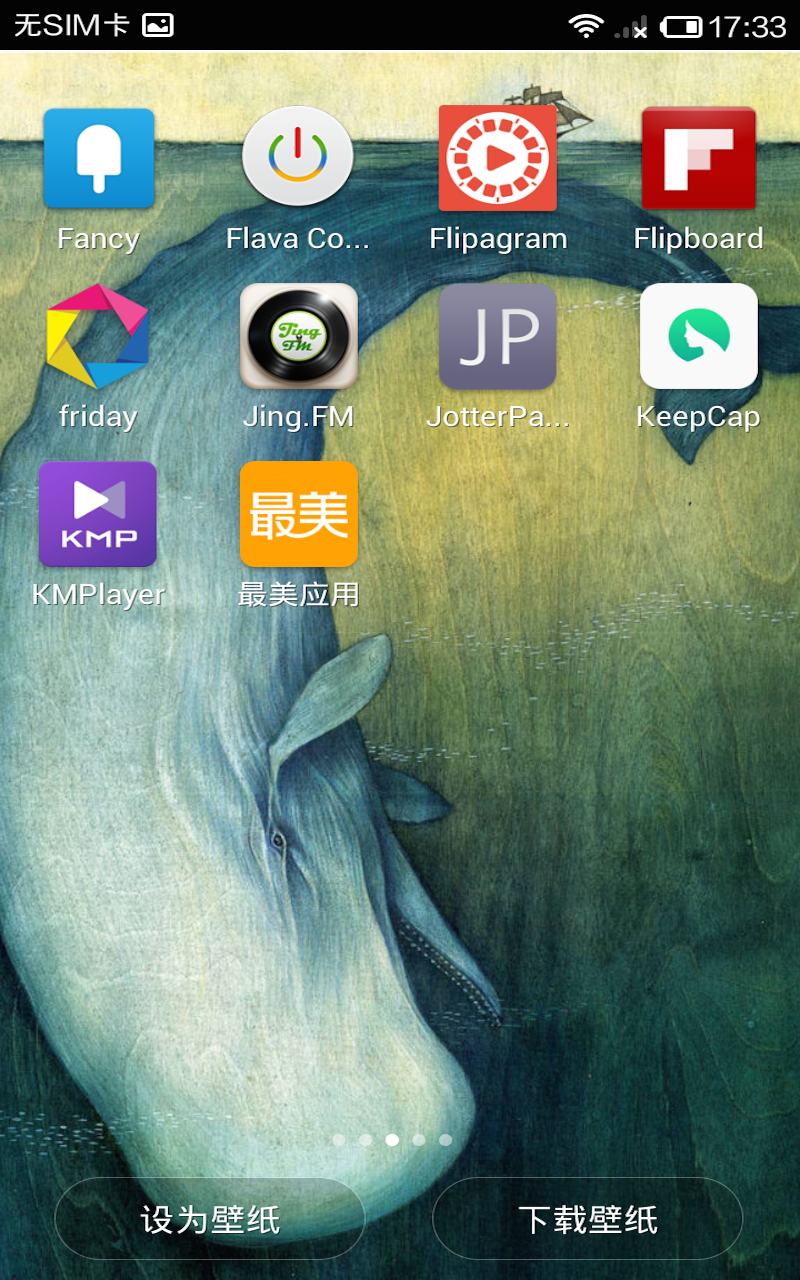 无SIM卡 17:33
Fancy Flava Co... Flipagram Flipboard
Jing FM JP
friday Jing.FM JotterPa... KeepCap
KMP 最美
KMPlayer 最美应用
设为壁纸 下载壁纸